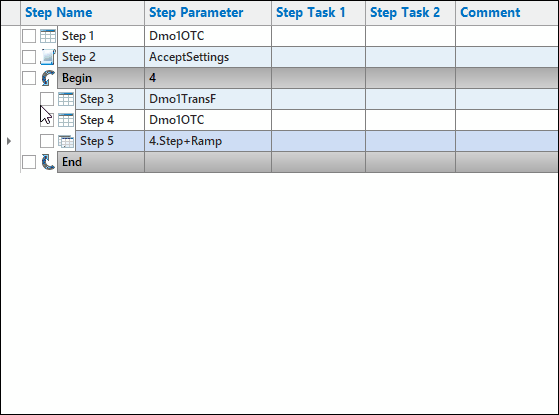 Step Name Step Parameter Step Task 1 Step Task 2 Comment
Step 1 Dmo1OTC
Step 2 AcceptSettings
Begin 4
Step 3 Dmo1TransF
Step 4 Dmo1OTC
Step 5 4.Step+Ramp
End